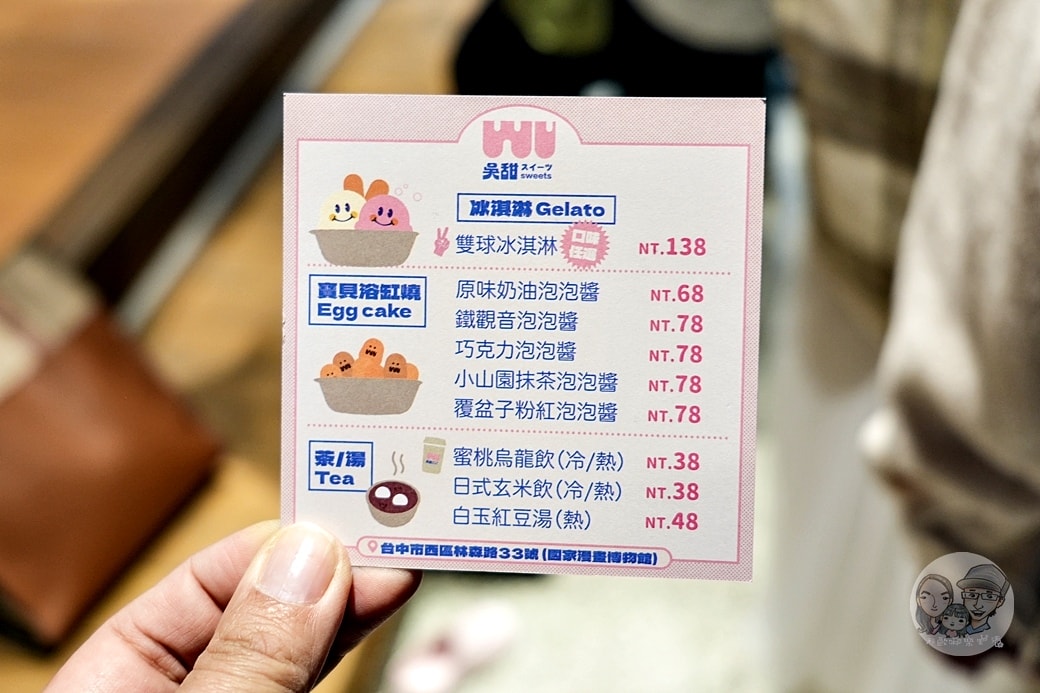 WU
吳甜 スイーツ sweets
冰淇淋 Gelato
雙球冰淇淋 口味任選 NT.138
寶貝浴缸燒
Egg cake
原味奶油泡泡醬 NT.68
鐵觀音泡泡醬 NT.78
巧克力泡泡醬 NT.78
小山園抹茶泡泡醬 NT.78
覆盆子粉紅泡泡醬 NT.78
茶/湯
Tea
蜜桃烏龍飲(冷/熱) NT.38
日式玄米飲(冷/熱) NT.38
白玉紅豆湯(熱) NT.48
台中市西區林森路33號(國家漫畫博物館)